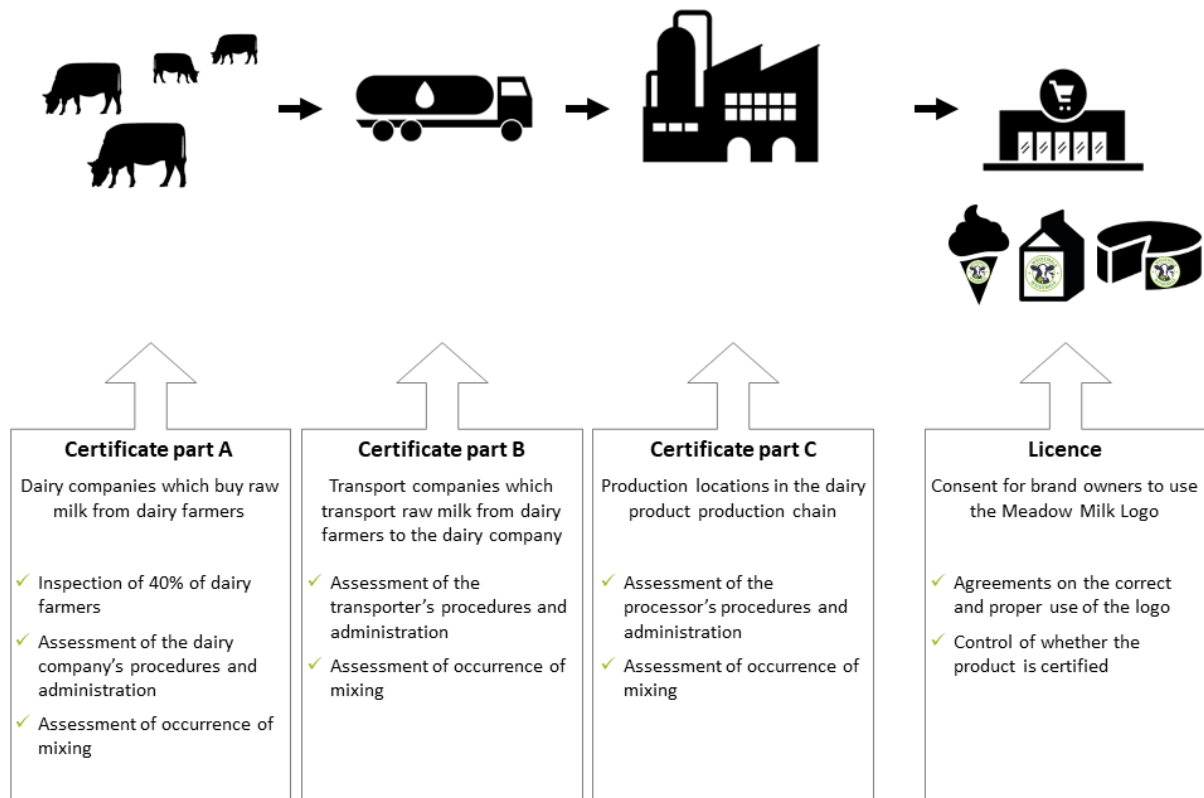 Certificate part A
Dairy companies which buy raw
milk from dairy farmers
Inspection of 40% of dairy
farmers
Assessment of the dairy
company's procedures and
administration
Assessment of occurrence of
mixing
Certificate part B
Transport companies which
transport raw milk from dairy
farmers to the dairy company
Assessment of the
transporter's procedures and
administration
Assessment of occurrence of
mixing
Certificate part C
Production locations in the dairy
product production chain
Assessment of the
processor's procedures and
administration
Assessment of occurrence of
mixing
Licence
Consent for brand owners to use
the Meadow Milk Logo
Agreements on the correct
and proper use of the logo
Control of whether the
product is certified